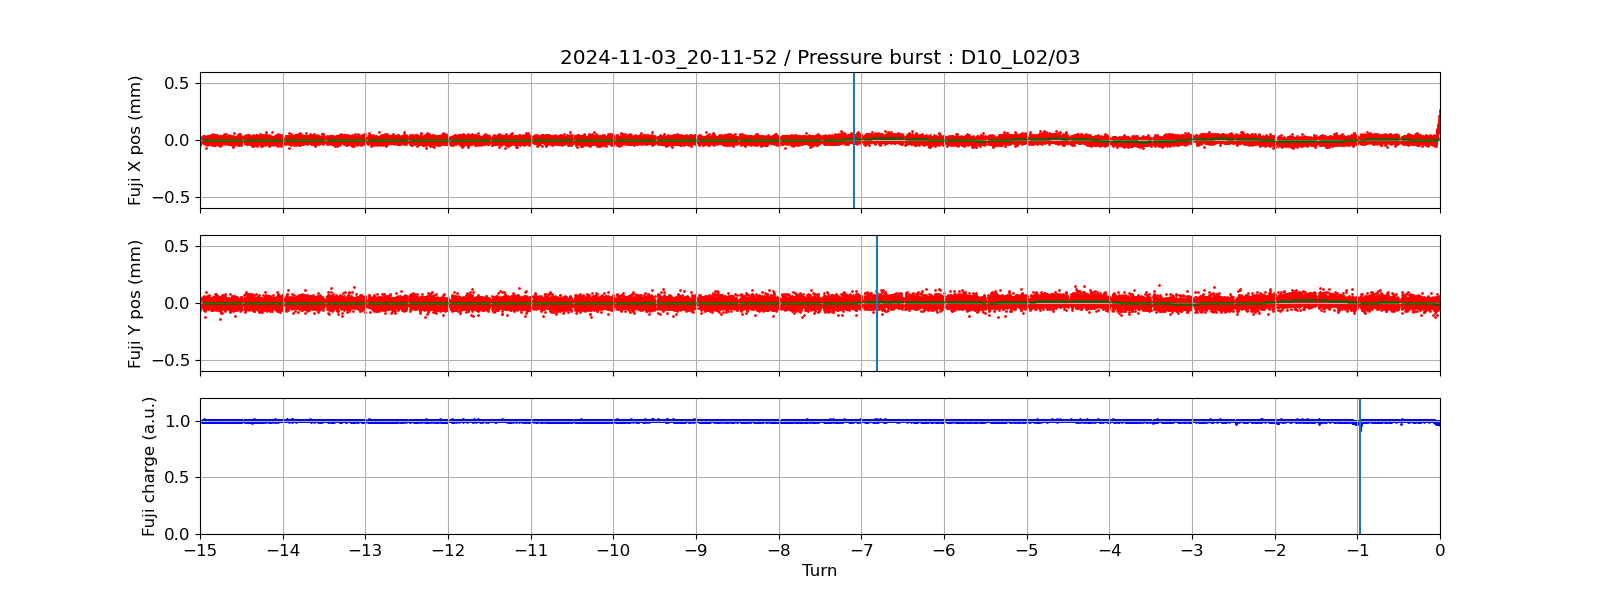 2024-11-03_20-11-52 / Pressure burst : D10_L02/03
Fuji X pos (mm)
0.5
0.0
−0.5
Fuji Y pos (mm)
0.5
0.0
−0.5
Fuji charge (a.u.)
1.0
0.5
0.0
−15 −14 −13 −12 −11 −10 −9 −8 −7 −6 −5 −4 −3 −2 −1 0
Turn